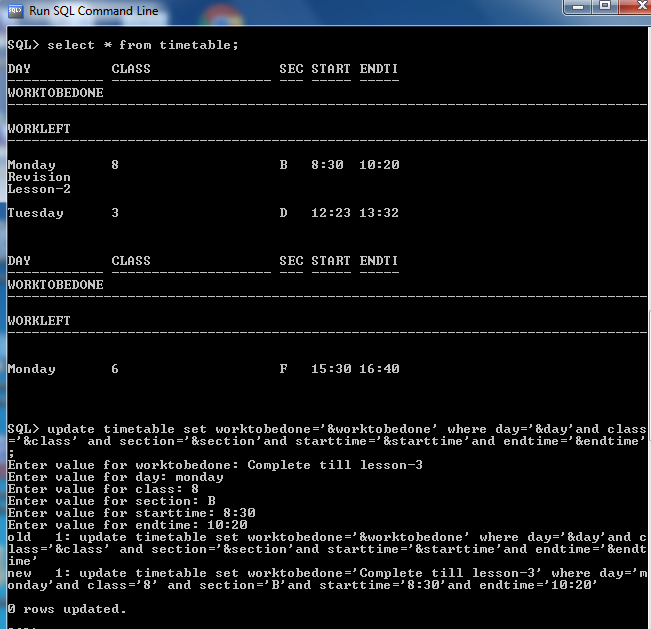 Run SQL Command Line
SQL> select * from timetable;
DAY CLASS SEC START ENDTI
------------ -------------------- --- ----- -----
WORKTOBEDONE
--------------------------------------------------------------------------------
WORKLEFT
--------------------------------------------------------------------------------
Monday 8 B 8:30 10:20
Revision
Lesson-2
Tuesday 3 D 12:23 13:32
DAY CLASS SEC START ENDTI
------------ -------------------- --- ----- -----
WORKTOBEDONE
--------------------------------------------------------------------------------
WORKLEFT
--------------------------------------------------------------------------------
Monday 6 F 15:30 16:40
SQL> update timetable set worktobedone='&worktobedone' where day='&day'and class
='&class' and section='&section'and starttime='&starttime'and endtime='&endtime'
;
Enter value for worktobedone: Complete till lesson-3
Enter value for day: monday
Enter value for class: 8
Enter value for section: B
Enter value for starttime: 8:30
Enter value for endtime: 10:20
old 1: update timetable set worktobedone='&worktobedone' where day='&day'and c
lass='&class' and section='&section'and starttime='&starttime'and endtime='&endt
ime'
new 1: update timetable set worktobedone='Complete till lesson-3' where day='m
onday'and class='8' and section='B'and starttime='8:30'and endtime='10:20'
0 rows updated.